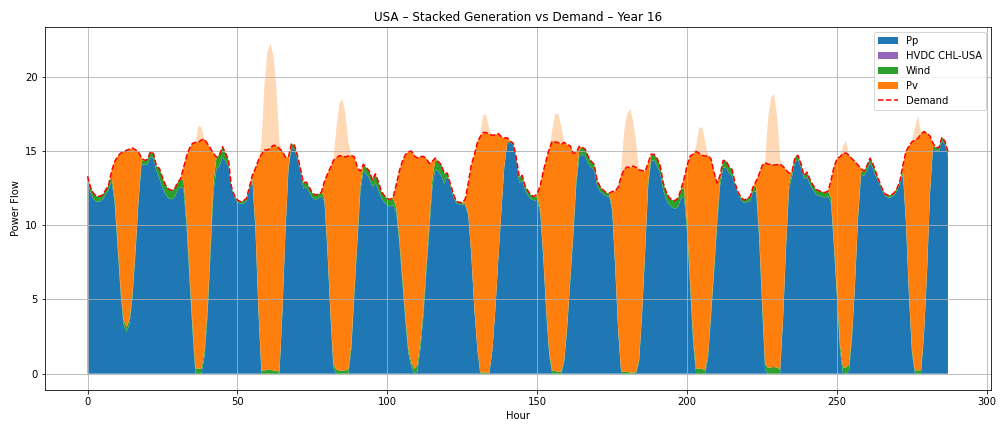 USA – Stacked Generation vs Demand – Year 16
Pp
HVDC CHL-USA
Wind
Pv
Demand
Power Flow
20
15
10
5
0
0 50 100 150 200 250 300
Hour